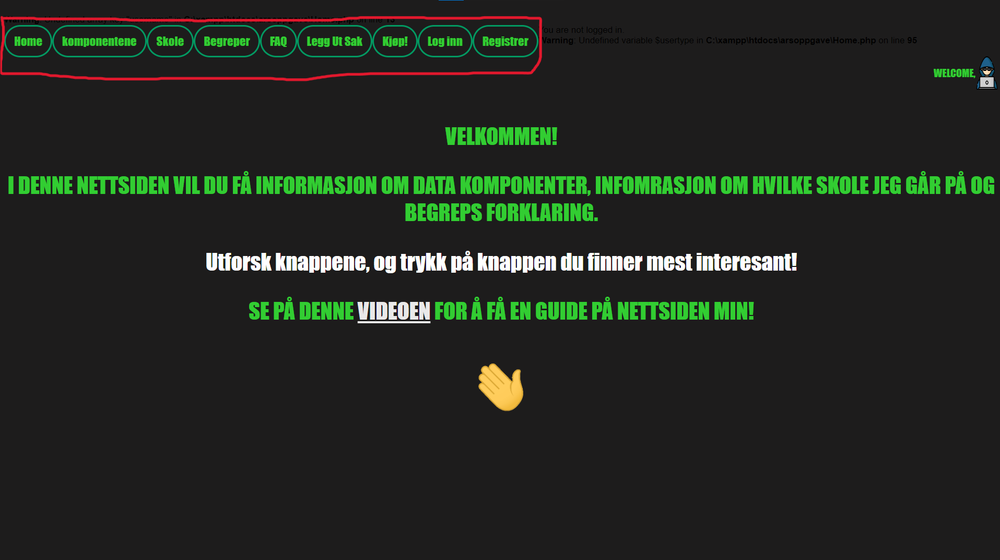 Warning: Undefined array key "username" in C:\xampp\htdocs\arsoppgave\Home.php on line 13
Home komponentene Skole Begreper FAQ Legg Ut Sak Kjøp! Log inn Registrer
You are not logged in.
Warning: Undefined variable $usertype in C:\xampp\htdocs\arsoppgave\Home.php on line 95
WELCOME,
VELKOMMEN!
I DENNE NETTSIDEN VIL DU FÅ INFORMASJON OM DATA KOMPONENTER, INFOMRASJON OM HVILKE SKOLE JEG GÅR PÅ OG
BEGREPS FORKLARING.
Utforsk knappene, og trykk på knappen du finner mest interesant!
SE PÅ DENNE VIDEOEN FOR Å FÅ EN GUIDE PÅ NETTSIDEN MIN!